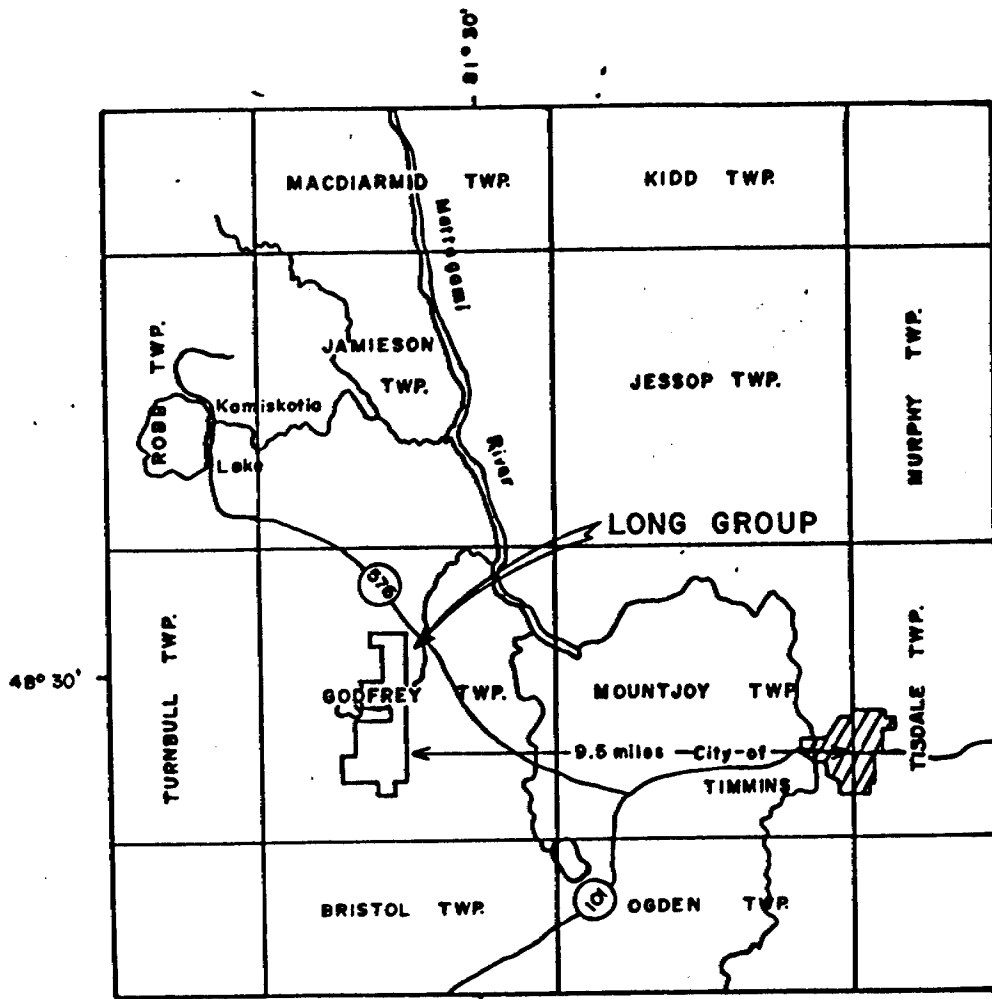 81° 30'
MACDIARMID TWP.
KIDD TWP.
Mattagami
ROBB TWP.
JAMIESON
TWP.
JESSOP TWP.
MURPHY TWP.
Kamiskotia
Lake
River
LONG GROUP
576
48° 30'
TURNBULL TWP.
GODFREY TWP.
MOUNTJOY TWP
TISDALE TWP.
9.5 miles City-of
TIMMINS
BRISTOL TWP.
101
OGDEN TWP.